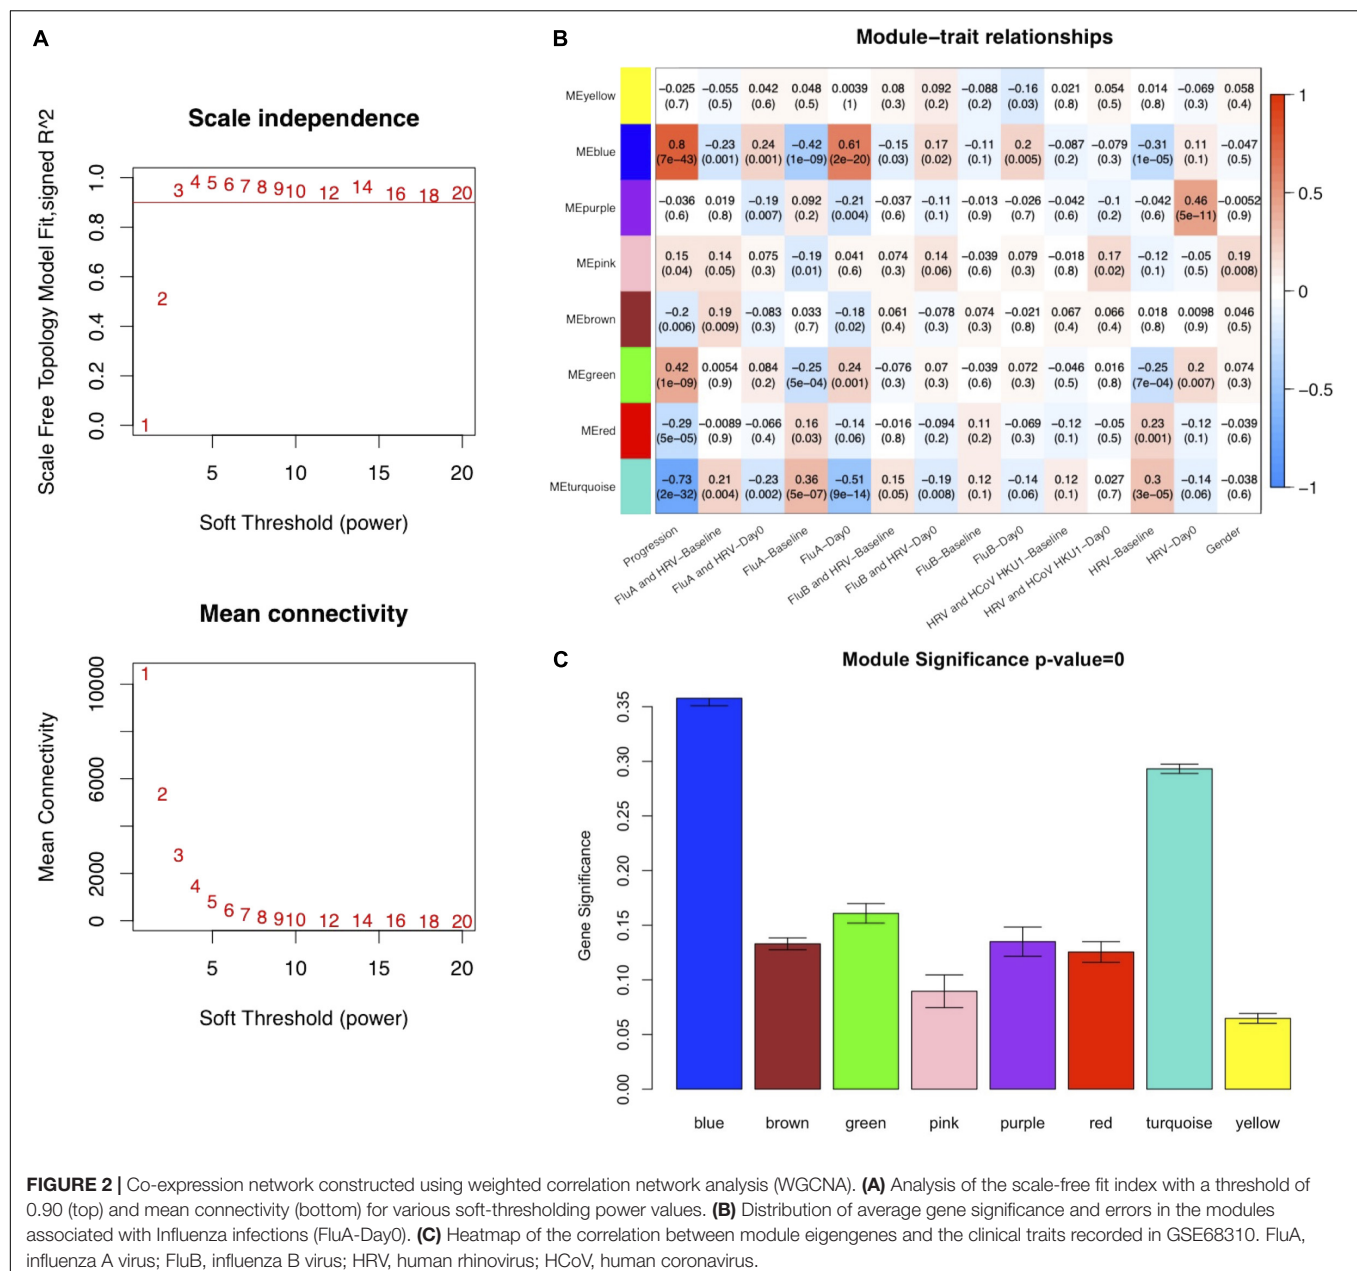 A
Scale independence
Scale Free Topology Model Fit,signed R^2
1.0
0.8
0.6
0.4
0.2
0.0
1
2
3 4 5 6 7 8 9 10 12 14 16 18 20
5 10 15 20
Soft Threshold (power)
Mean connectivity
Mean Connectivity
10000
6000
2000
0
1
2
3
4
5 6 7 8 9 10 12 14 16 18 20
5 10 15 20
Soft Threshold (power)
B
Module–trait relationships
MEyellow
−0.025 −0.055 0.042 0.048 0.0039 0.08 0.092 −0.088 −0.16 0.021 0.054 0.014 −0.069 0.058
(0.7) (0.5) (0.6) (0.5) (1) (0.3) (0.2) (0.2) (0.03) (0.8) (0.5) (0.8) (0.3) (0.4)
MEblue
0.8 −0.23 0.24 −0.42 0.61 −0.15 0.17 −0.11 0.2 −0.087 −0.079 −0.31 0.11 −0.047
(7e−43) (0.001) (0.001) (1e−09) (2e−20) (0.03) (0.02) (0.1) (0.005) (0.2) (0.3) (1e−05) (0.1) (0.5)
MEpurple
−0.036 0.019 −0.19 0.092 −0.21 −0.037 −0.11 −0.013 −0.026 −0.042 −0.1 −0.042 0.46 −0.0052
(0.6) (0.8) (0.007) (0.2) (0.004) (0.6) (0.1) (0.9) (0.7) (0.6) (0.2) (0.6) (5e−11) (0.9)
MEpink
0.15 0.14 0.075 −0.19 0.041 0.074 0.14 −0.039 0.079 −0.018 0.17 −0.12 −0.05 0.19
(0.04) (0.05) (0.3) (0.01) (0.6) (0.3) (0.06) (0.6) (0.3) (0.8) (0.02) (0.1) (0.5) (0.008)
MEbrown
−0.2 0.19 −0.083 0.033 −0.18 0.061 −0.078 0.074 −0.021 0.067 0.066 0.018 0.0098 0.046
(0.006) (0.009) (0.3) (0.7) (0.02) (0.4) (0.3) (0.3) (0.8) (0.4) (0.4) (0.8) (0.9) (0.5)
MEgreen
0.42 0.0054 0.084 −0.25 0.24 −0.076 0.07 −0.039 0.072 −0.046 0.016 −0.25 0.2 0.074
(1e−09) (0.9) (0.2) (5e−04) (0.001) (0.3) (0.3) (0.6) (0.3) (0.5) (0.8) (7e−04) (0.007) (0.3)
MEred
−0.29 −0.0089 −0.066 0.16 −0.14 −0.016 −0.094 0.11 −0.069 −0.12 −0.05 0.23 −0.12 −0.039
(5e−05) (0.9) (0.4) (0.03) (0.06) (0.8) (0.2) (0.2) (0.3) (0.1) (0.5) (0.001) (0.1) (0.6)
MEturquoise
−0.73 0.21 −0.23 0.36 −0.51 0.15 −0.19 0.12 −0.14 0.12 0.027 0.3 −0.14 −0.038
(2e−32) (0.004) (0.002) (5e−07) (9e−14) (0.05) (0.008) (0.1) (0.06) (0.1) (0.7) (3e−05) (0.06) (0.6)
Progression
FluA and HRV−Baseline
FluA and HRV−Day0
FluA−Baseline
FluA−Day0
FluB and HRV−Baseline
FluB and HRV−Day0
FluB−Baseline
FluB−Day0
HRV and HCoV HKU1−Baseline
HRV and HCoV HKU1−Day0
HRV−Baseline
HRV−Day0
Gender
1
0.5
0
−0.5
−1
C
Module Significance p-value=0
Gene Significance
0.35
0.30
0.25
0.20
0.15
0.10
0.05
0.00
blue brown green pink purple red turquoise yellow
FIGURE 2 | Co-expression network constructed using weighted correlation network analysis (WGCNA). (A) Analysis of the scale-free fit index with a threshold of
0.90 (top) and mean connectivity (bottom) for various soft-thresholding power values. (B) Distribution of average gene significance and errors in the modules
associated with Influenza infections (FluA-Day0). (C) Heatmap of the correlation between module eigengenes and the clinical traits recorded in GSE68310. FluA,
influenza A virus; FluB, influenza B virus; HRV, human rhinovirus; HCoV, human coronavirus.